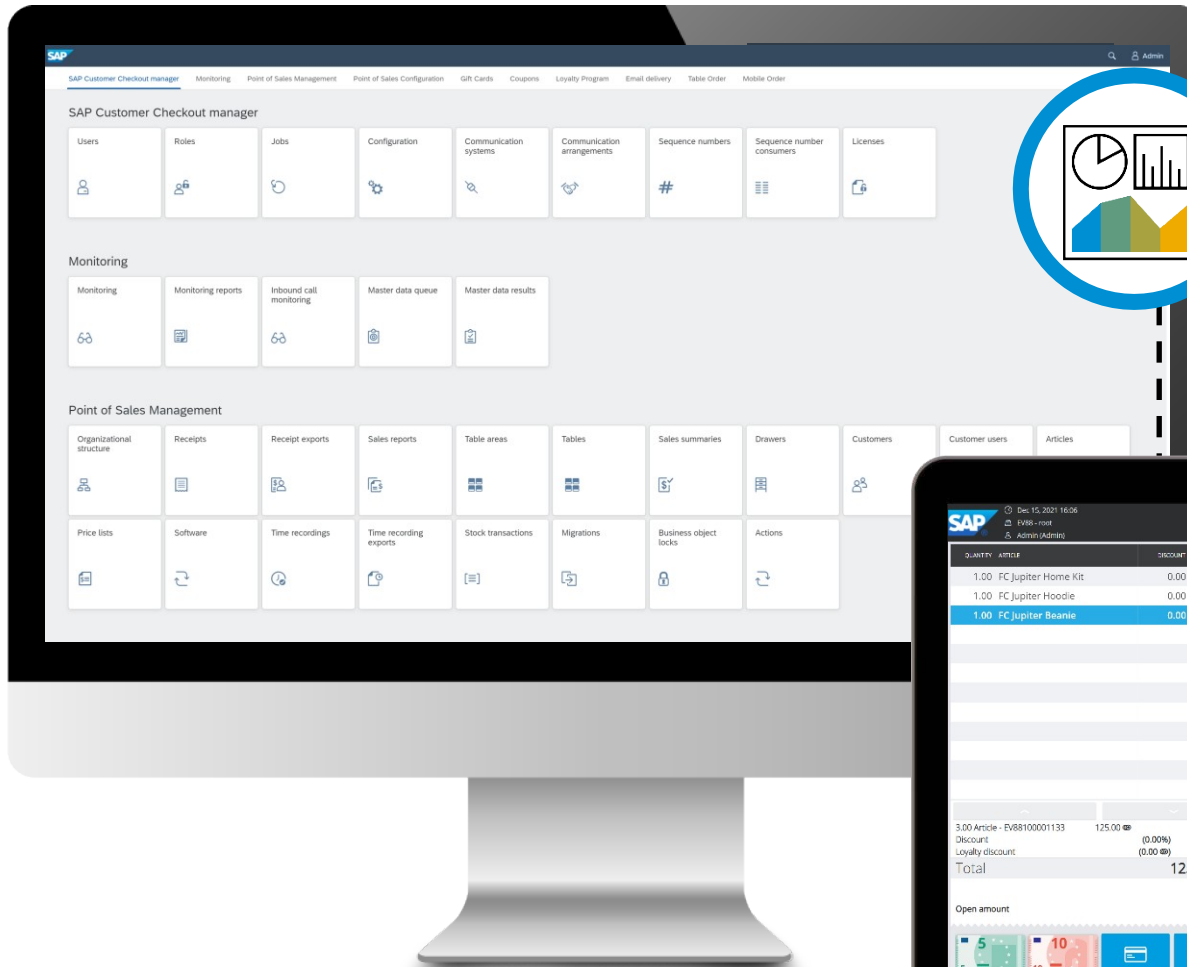 SAP
Admin
SAP Customer Checkout manager Monitoring Point of Sales Management Point of Sales Configuration Gift Cards Coupons Loyalty Program Email delivery Table Order Mobile Order
SAP Customer Checkout manager
Users Roles Jobs Configuration Communication systems Communication arrangements Sequence numbers Sequence number consumers Licenses
#
Monitoring
Monitoring Monitoring reports Inbound call monitoring Master data queue Master data results
Point of Sales Management
Organizational structure Receipts Receipt exports Sales reports Table areas Tables Sales summaries Drawers Customers Customer users Articles
Price lists Software Time recordings Time recording exports Stock transactions Migrations Business object locks Actions
SAP
Dec 15, 2021 16:06
EV88 - root
Admin (Admin)
QUANTITY ARTICLE DISCOUNT
1.00 FC Jupiter Home Kit 0.00
1.00 FC Jupiter Hoodie 0.00
1.00 FC Jupiter Beanie 0.00
3.00 Article - EV88100001133 125.00
Discount (0.00%)
Loyalty discount (0.00)
Total 12
Open amount
5 10